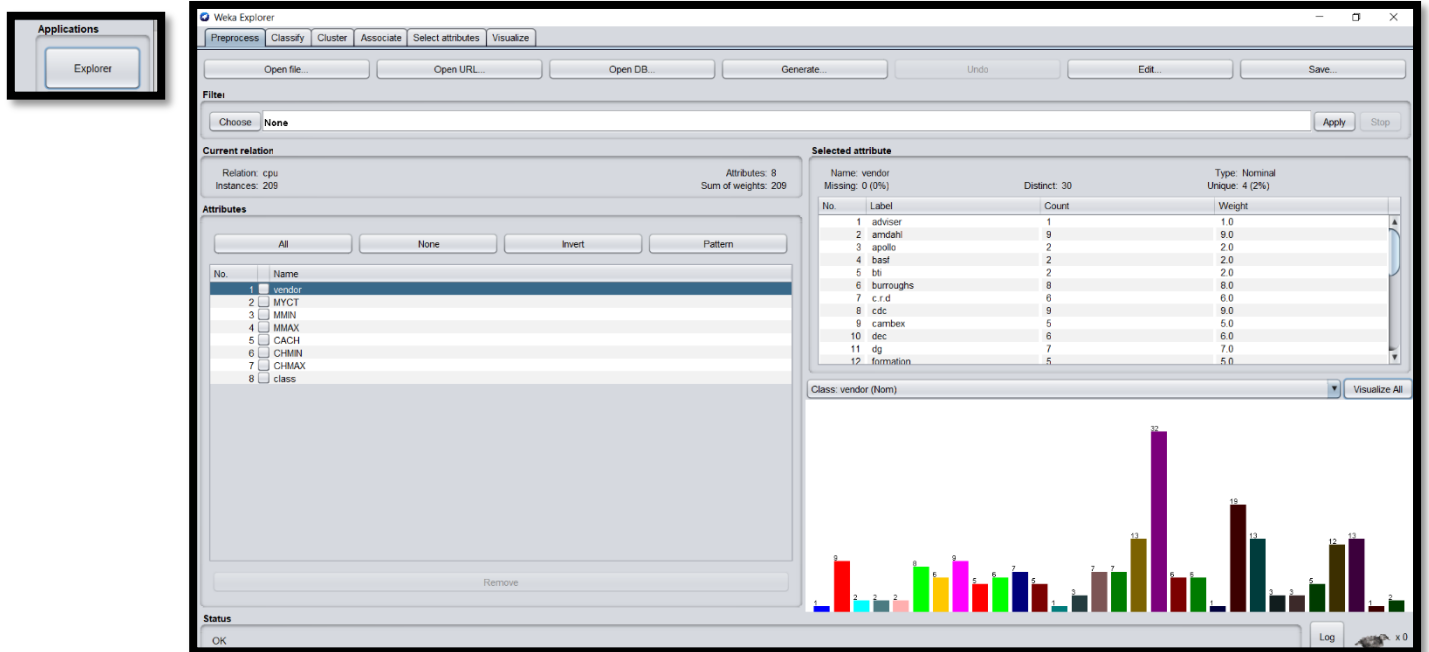 Applications
Explorer
Weka Explorer
Preprocess Classify Cluster Associate Select attributes Visualize
Open file... Open URL... Open DB... Generate... Undo Edit... Save...
Filter
Choose None Apply Stop
Current relation
Relation: cpu Attributes: 8
Instances: 209 Sum of weights: 209
Attributes
All None Invert Pattern
No. Name
1 vendor
2 MYCT
3 MMIN
4 MMAX
5 CACH
6 CHMIN
7 CHMAX
8 class
Remove
Selected attribute
Name: vendor Type: Nominal
Missing: 0 (0%) Distinct: 30 Unique: 4 (2%)
No. Label Count Weight
1 adviser 1 1.0
2 amdahl 9 9.0
3 apollo 2 2.0
4 basf 2 2.0
5 bti 2 2.0
6 burroughs 8 8.0
7 c.r.d 6 6.0
8 cdc 9 9.0
9 cambex 5 5.0
10 dec 6 6.0
11 dg 7 7.0
12 formation 5 5.0
Class: vendor (Nom) Visualize All
1 9 2 2 2 8 6 9 5 6 7 5 1 3 7 7 13 32 6 6 1 19 13 3 3 5 12 13 1 2
Status
OK Log x 0